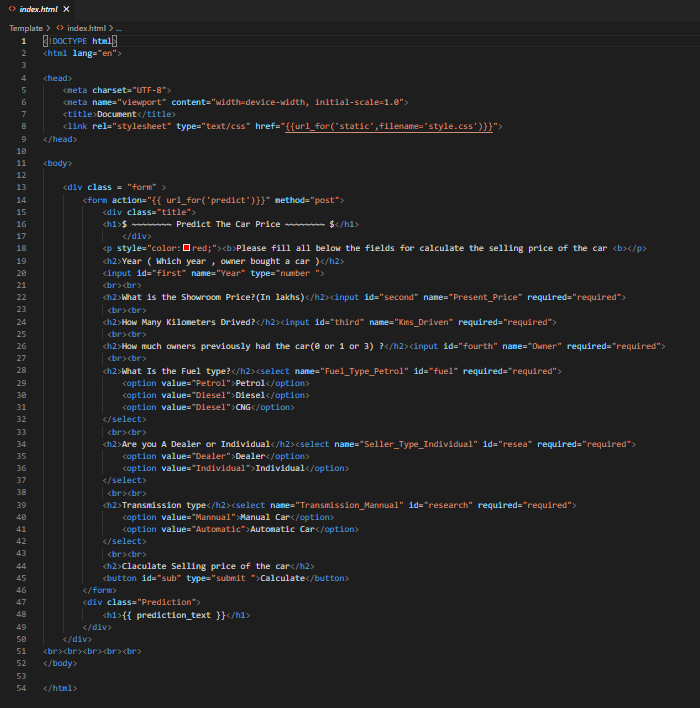 index.html
Template > index.html > ...
1 <!DOCTYPE html>
2 <html lang="en">
3
4 <head>
5 <meta charset="UTF-8">
6 <meta name="viewport" content="width=device-width, initial-scale=1.0">
7 <title>Document</title>
8 <link rel="stylesheet" type="text/css" href="{{url_for('static',filename='style.css')}}">
9 </head>
10
11 <body>
12
13 <div class = "form" >
14 <form action="{{ url_for('predict')}}" method="post">
15 <div class="title">
16 <h1>$ ~~~~~~~~ Predict The Car Price ~~~~~~~~ $</h1>
17 </div>
18 <p style="color:red;"><b>Please fill all below the fields for calculate the selling price of the car <b></p>
19 <h2>Year ( Which year , owner bought a car )</h2>
20 <input id="first" name="Year" type="number ">
21 <br><br>
22 <h2>What is the Showroom Price?(In lakhs)</h2><input id="second" name="Present_Price" required="required">
23 <br><br>
24 <h2>How Many Kilometers Drived?</h2><input id="third" name="Kms_Driven" required="required">
25 <br><br>
26 <h2>How much owners previously had the car(0 or 1 or 3) ?</h2><input id="fourth" name="Owner" required="required">
27 <br><br>
28 <h2>What Is the Fuel type?</h2><select name="Fuel_Type_Petrol" id="fuel" required="required">
29 <option value="Petrol">Petrol</option>
30 <option value="Diesel">Diesel</option>
31 <option value="Diesel">CNG</option>
32 </select>
33 <br><br>
34 <h2>Are you A Dealer or Individual</h2><select name="Seller_Type_Individual" id="resea" required="required">
35 <option value="Dealer">Dealer</option>
36 <option value="Individual">Individual</option>
37 </select>
38 <br><br>
39 <h2>Transmission type</h2><select name="Transmission_Mannual" id="research" required="required">
40 <option value="Mannual">Manual Car</option>
41 <option value="Automatic">Automatic Car</option>
42 </select>
43 <br><br>
44 <h2>Claculate Selling price of the car</h2>
45 <button id="sub" type="submit ">Calculate</button>
46 </form>
47 <div class="Prediction">
48 <h1>{{ prediction_text }}</h1>
49 </div>
50 </div>
51 <br><br><br><br><br>
52 </body>
53
54 </html>